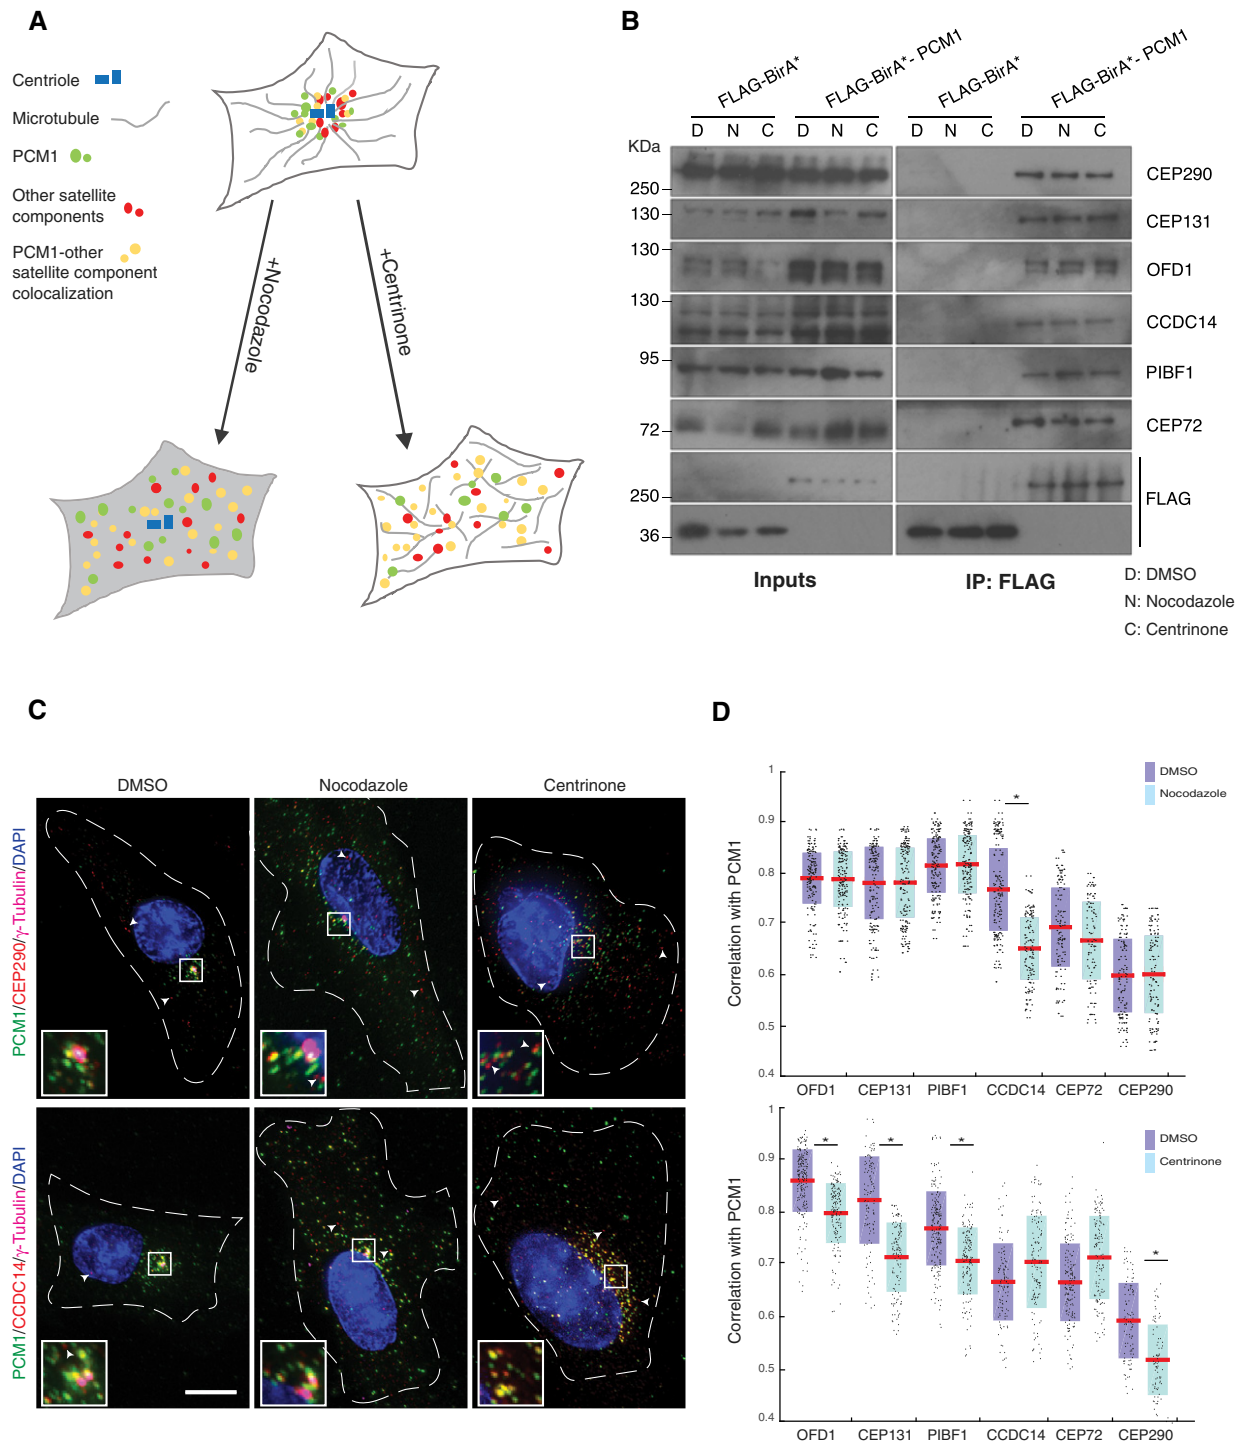 A
Centriole
Microtubule
PCM1
Other satellite
components
PCM1-other
satellite component
colocalization
+Nocodazole
+Centrinone
B
FLAG-BirA*
FLAG-BirA*- PCM1
FLAG-BirA*
FLAG-BirA*- PCM1
D N C D N C D N C D N C
KDa
250
130
130
130
95
72
250
36
CEP290
CEP131
OFD1
CCDC14
PIBF1
CEP72
FLAG
Inputs
IP: FLAG
D: DMSO
N: Nocodazole
C: Centrinone
C
DMSO
Nocodazole
Centrinone
PCM1/CEP290/γ-Tubulin/DAPI
PCM1/CCDC14/γ-Tubulin/DAPI
D
Correlation with PCM1
1
0.9
0.8
0.7
0.6
0.5
0.4
*
DMSO
Nocodazole
OFD1 CEP131 PIBF1 CCDC14 CEP72 CEP290
Correlation with PCM1
1
0.9
0.8
0.7
0.6
0.5
0.4
* * * *
DMSO
Centrinone
OFD1 CEP131 PIBF1 CCDC14 CEP72 CEP290